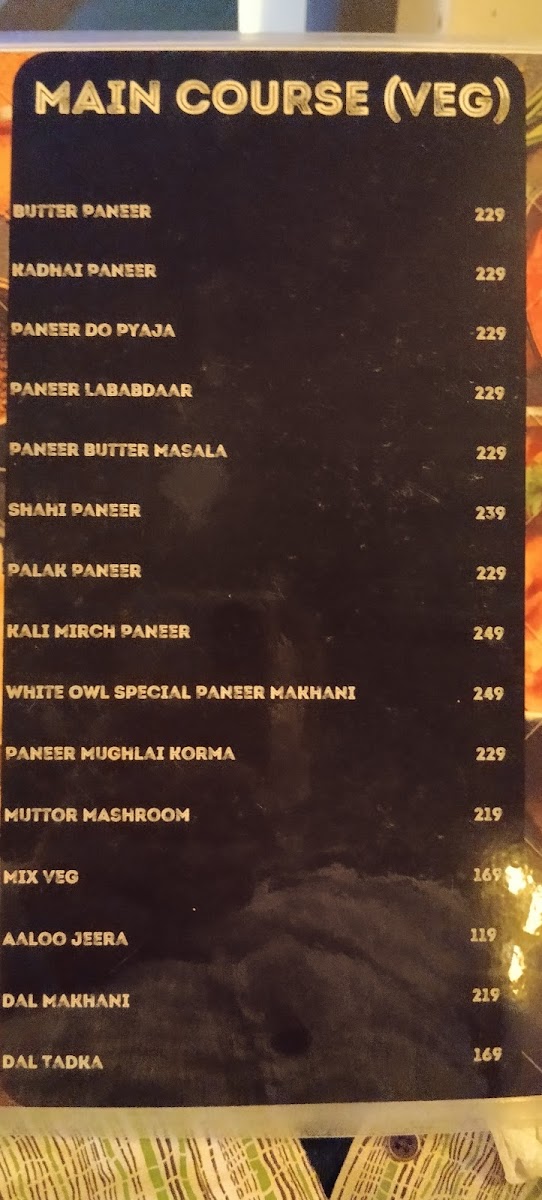 MAIN COURSE (VEG)
BUTTER PANEER 229
KADHAI PANEER 229
PANEER DO PYAJA 229
PANEER LABABDAAR 229
PANEER BUTTER MASALA 229
SHAHI PANEER 239
PALAK PANEER 229
KALI MIRCH PANEER 249
WHITE OWL SPECIAL PANEER MAKHANI 249
PANEER MUGHLAI KORMA 229
MUTTOR MASHROOM 219
MIX VEG 169
AALOO JEERA 119
DAL MAKHANI 219
DAL TADKA 169